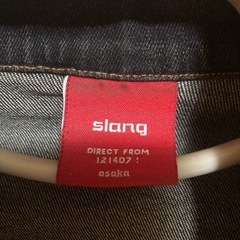 slang
DIRECT FROM
121407 :
osaka